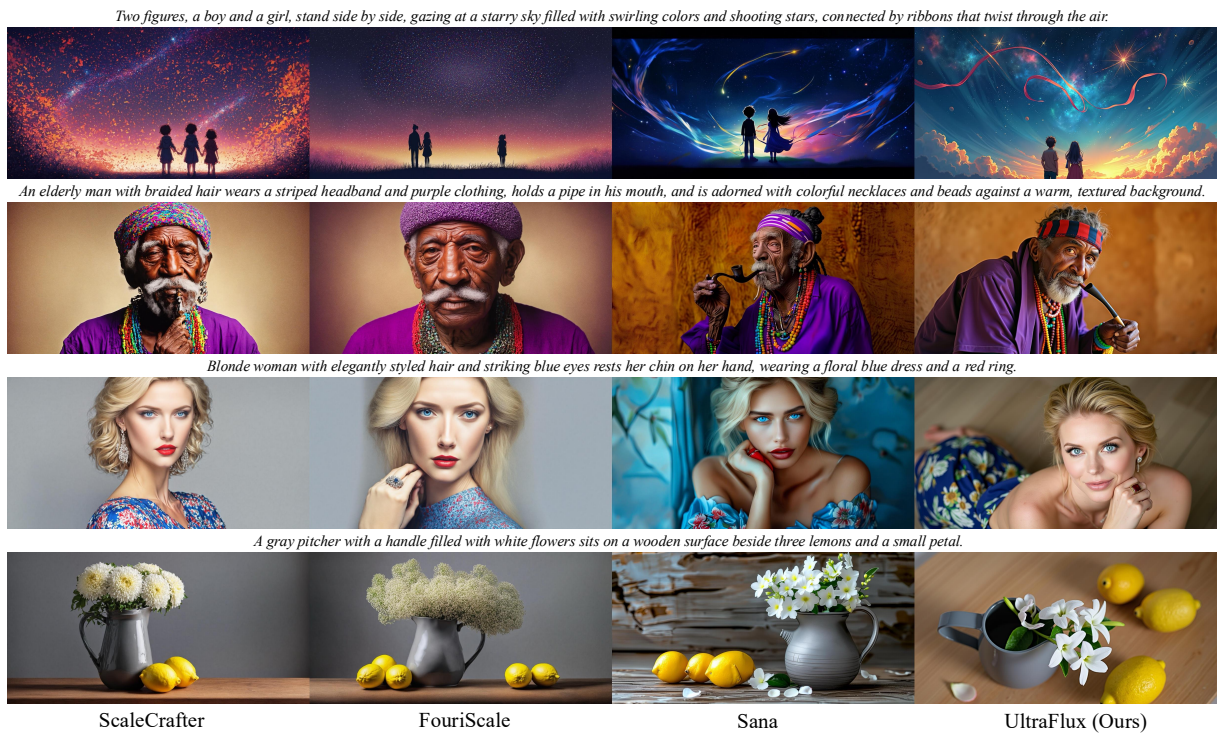 Two figures, a boy and a girl, stand side by side, gazing at a starry sky filled with swirling colors and shooting stars, connected by ribbons that twist through the air.
An elderly man with braided hair wears a striped headband and purple clothing, holds a pipe in his mouth, and is adorned with colorful necklaces and beads against a warm, textured background.
Blonde woman with elegantly styled hair and striking blue eyes rests her chin on her hand, wearing a floral blue dress and a red ring.
A gray pitcher with a handle filled with white flowers sits on a wooden surface beside three lemons and a small petal.
ScaleCrafter FouriScale Sana UltraFlux (Ours)